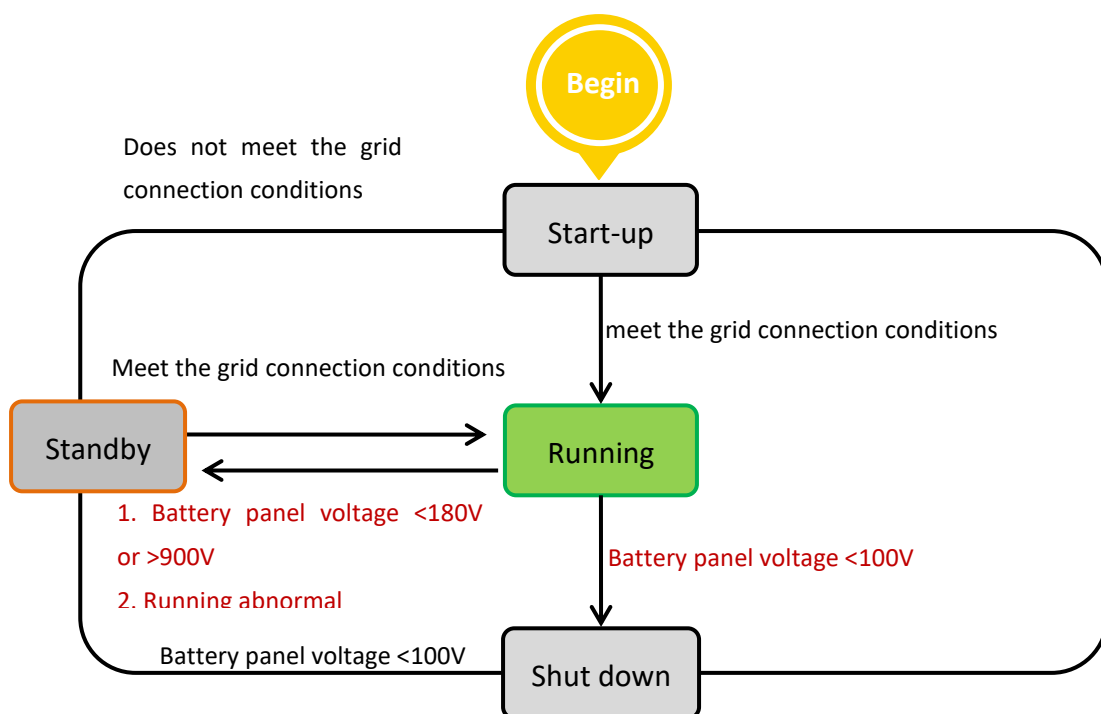 Begin
Does not meet the grid
connection conditions
Start-up
meet the grid connection conditions
Meet the grid connection conditions
Standby
Running
1. Battery panel voltage <180V
or >900V
2. Running abnormal
Battery panel voltage <100V
Battery panel voltage <100V
Shut down